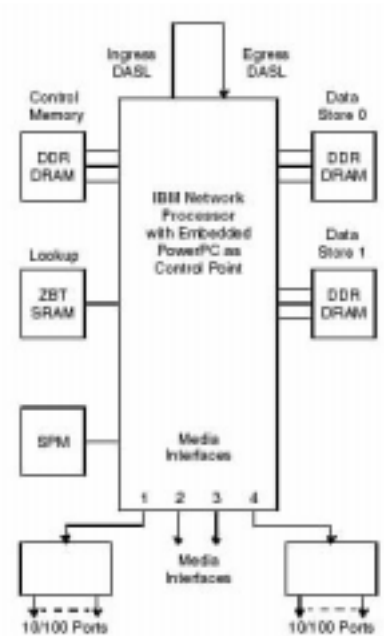 Ingress
DASL
Egress
DASL
Control
Memory
Data
Store 0
DDR
DRAM
DDR
DRAM
IBM Network
Processor
with Embedded
PowerPC as
Control Point
Lookup
Data
Store 1
ZBT
SRAM
DDR
DRAM
SPM
Media
Interfaces
1 2 3 4
Media
Interfaces
10/100 Ports
10/100 Ports